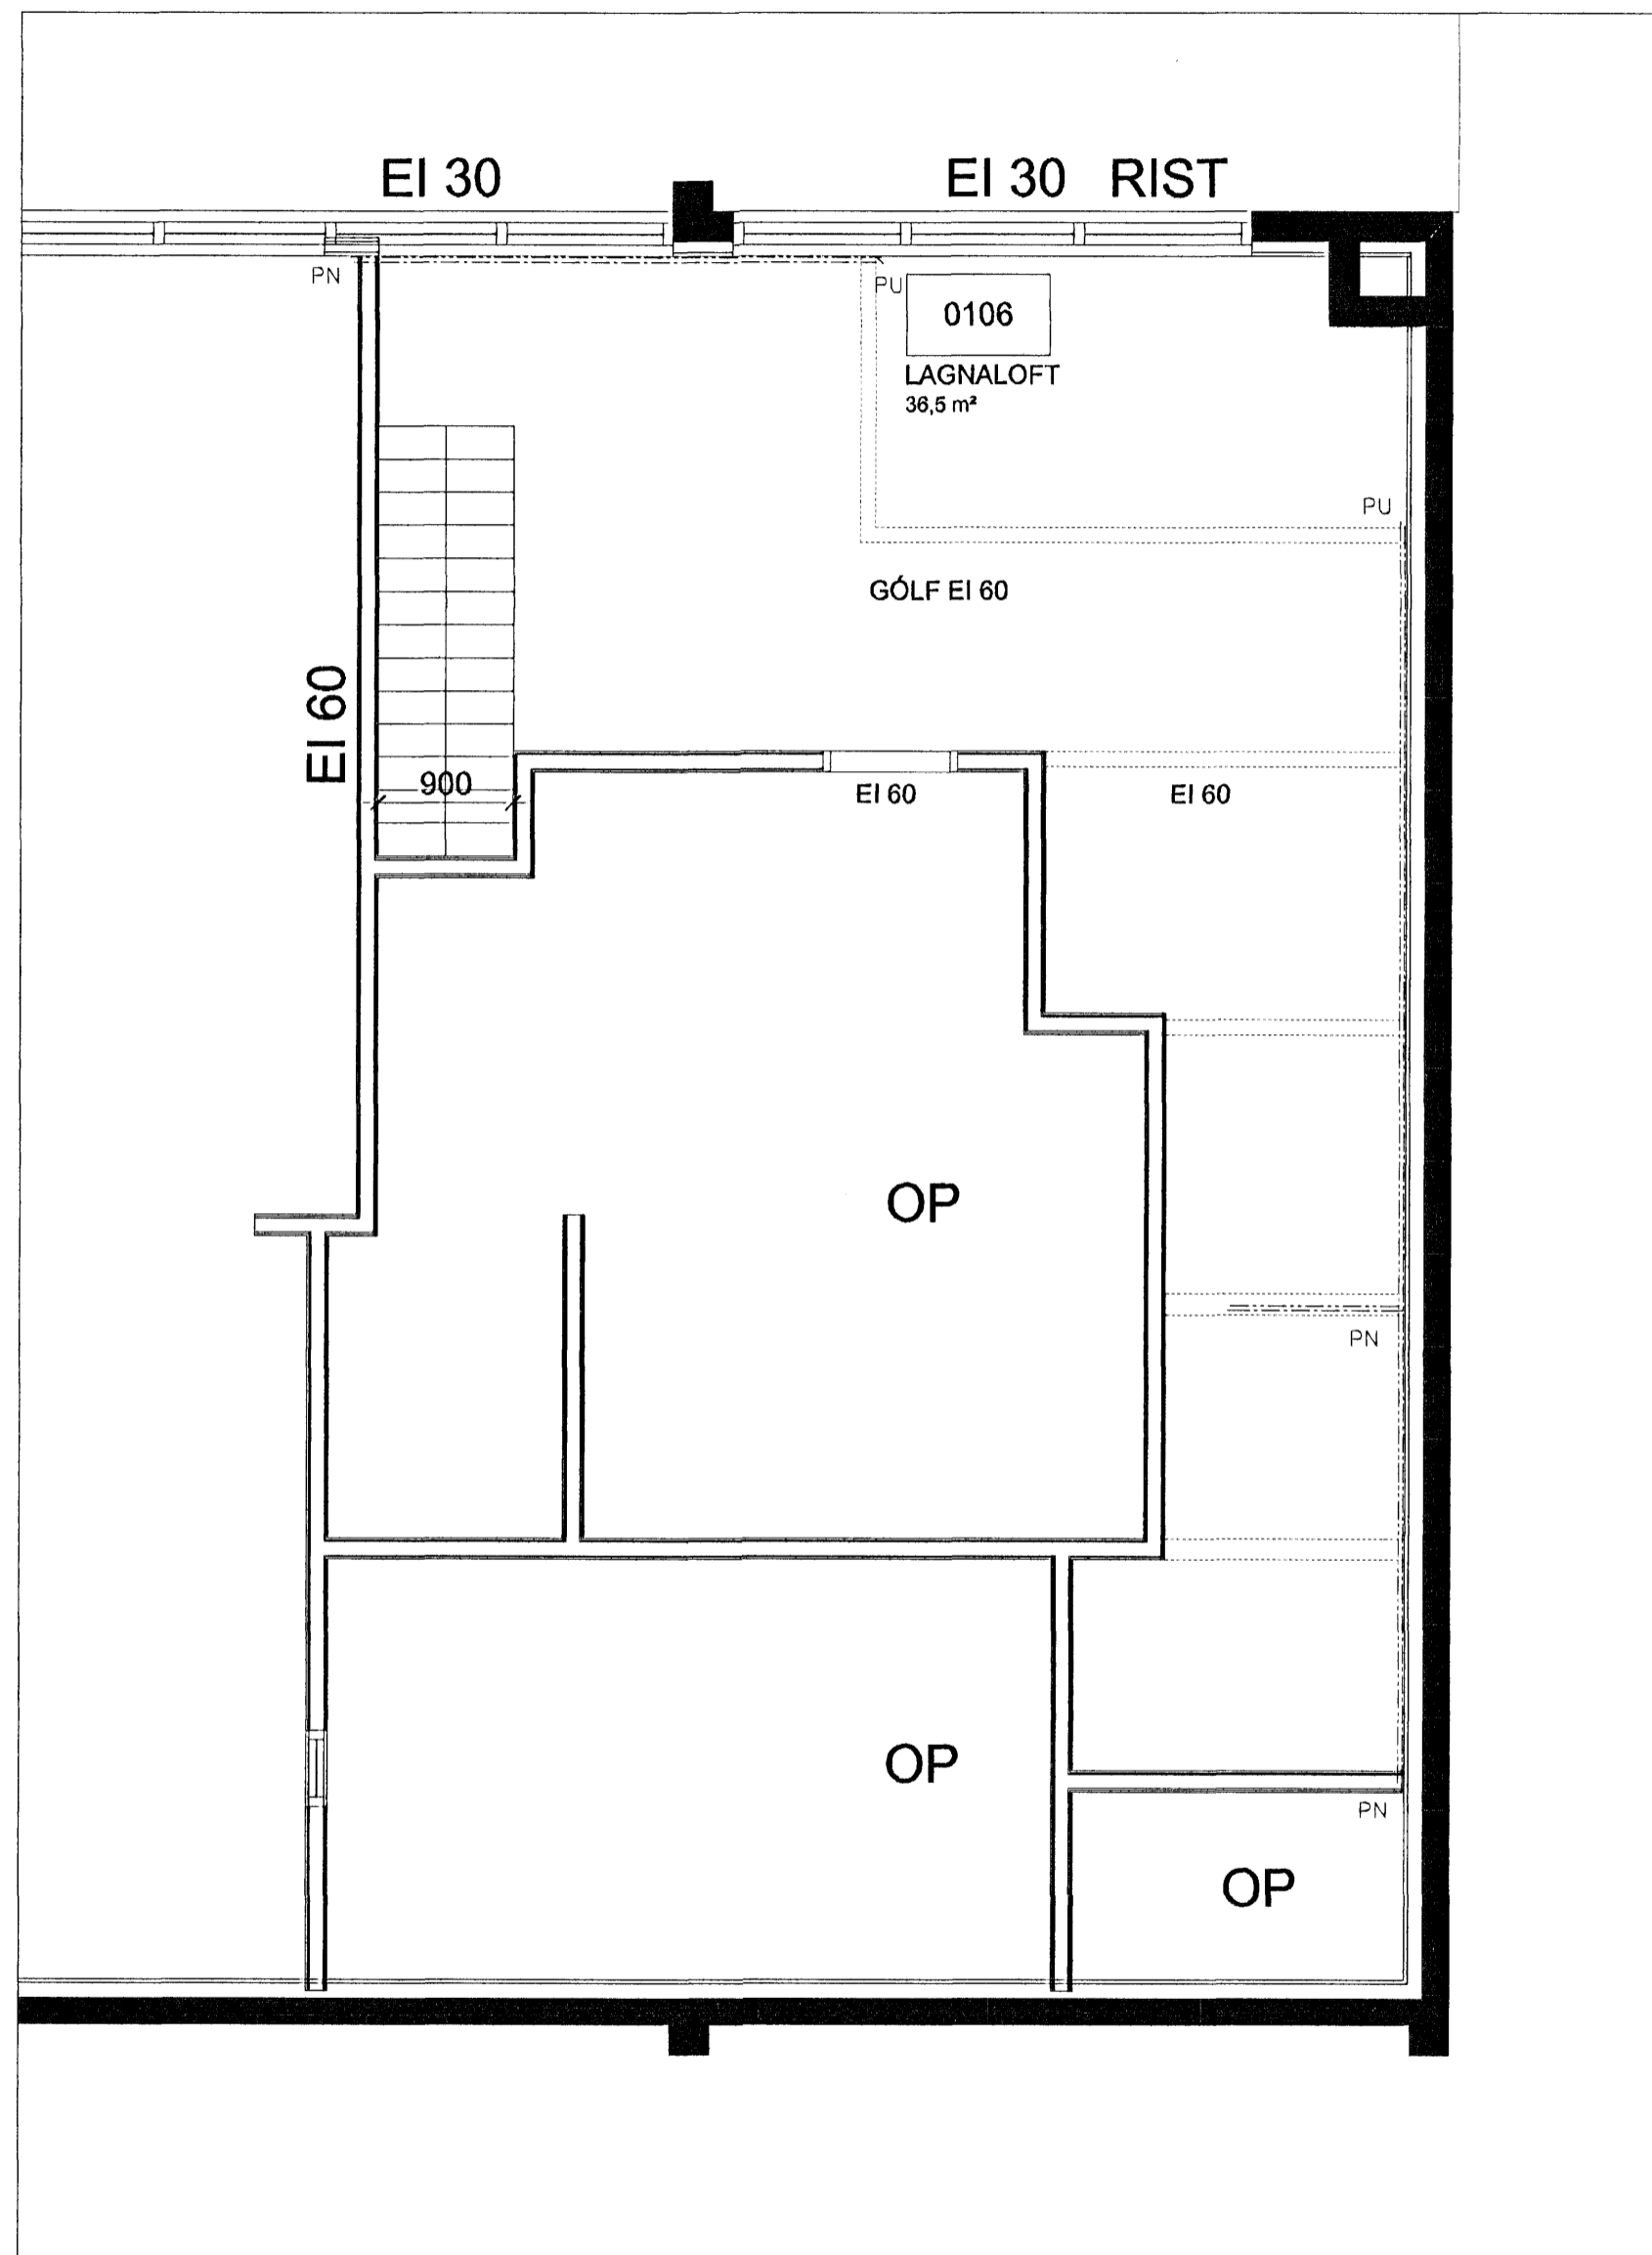 EI 30
EI 30 RIST
PN
PU
0106
LAGNALOFT
36,5 m²
PU
GÓLF EI 60
EI 60
900
EI 60
EI 60
OP
PN
OP
PN
OP